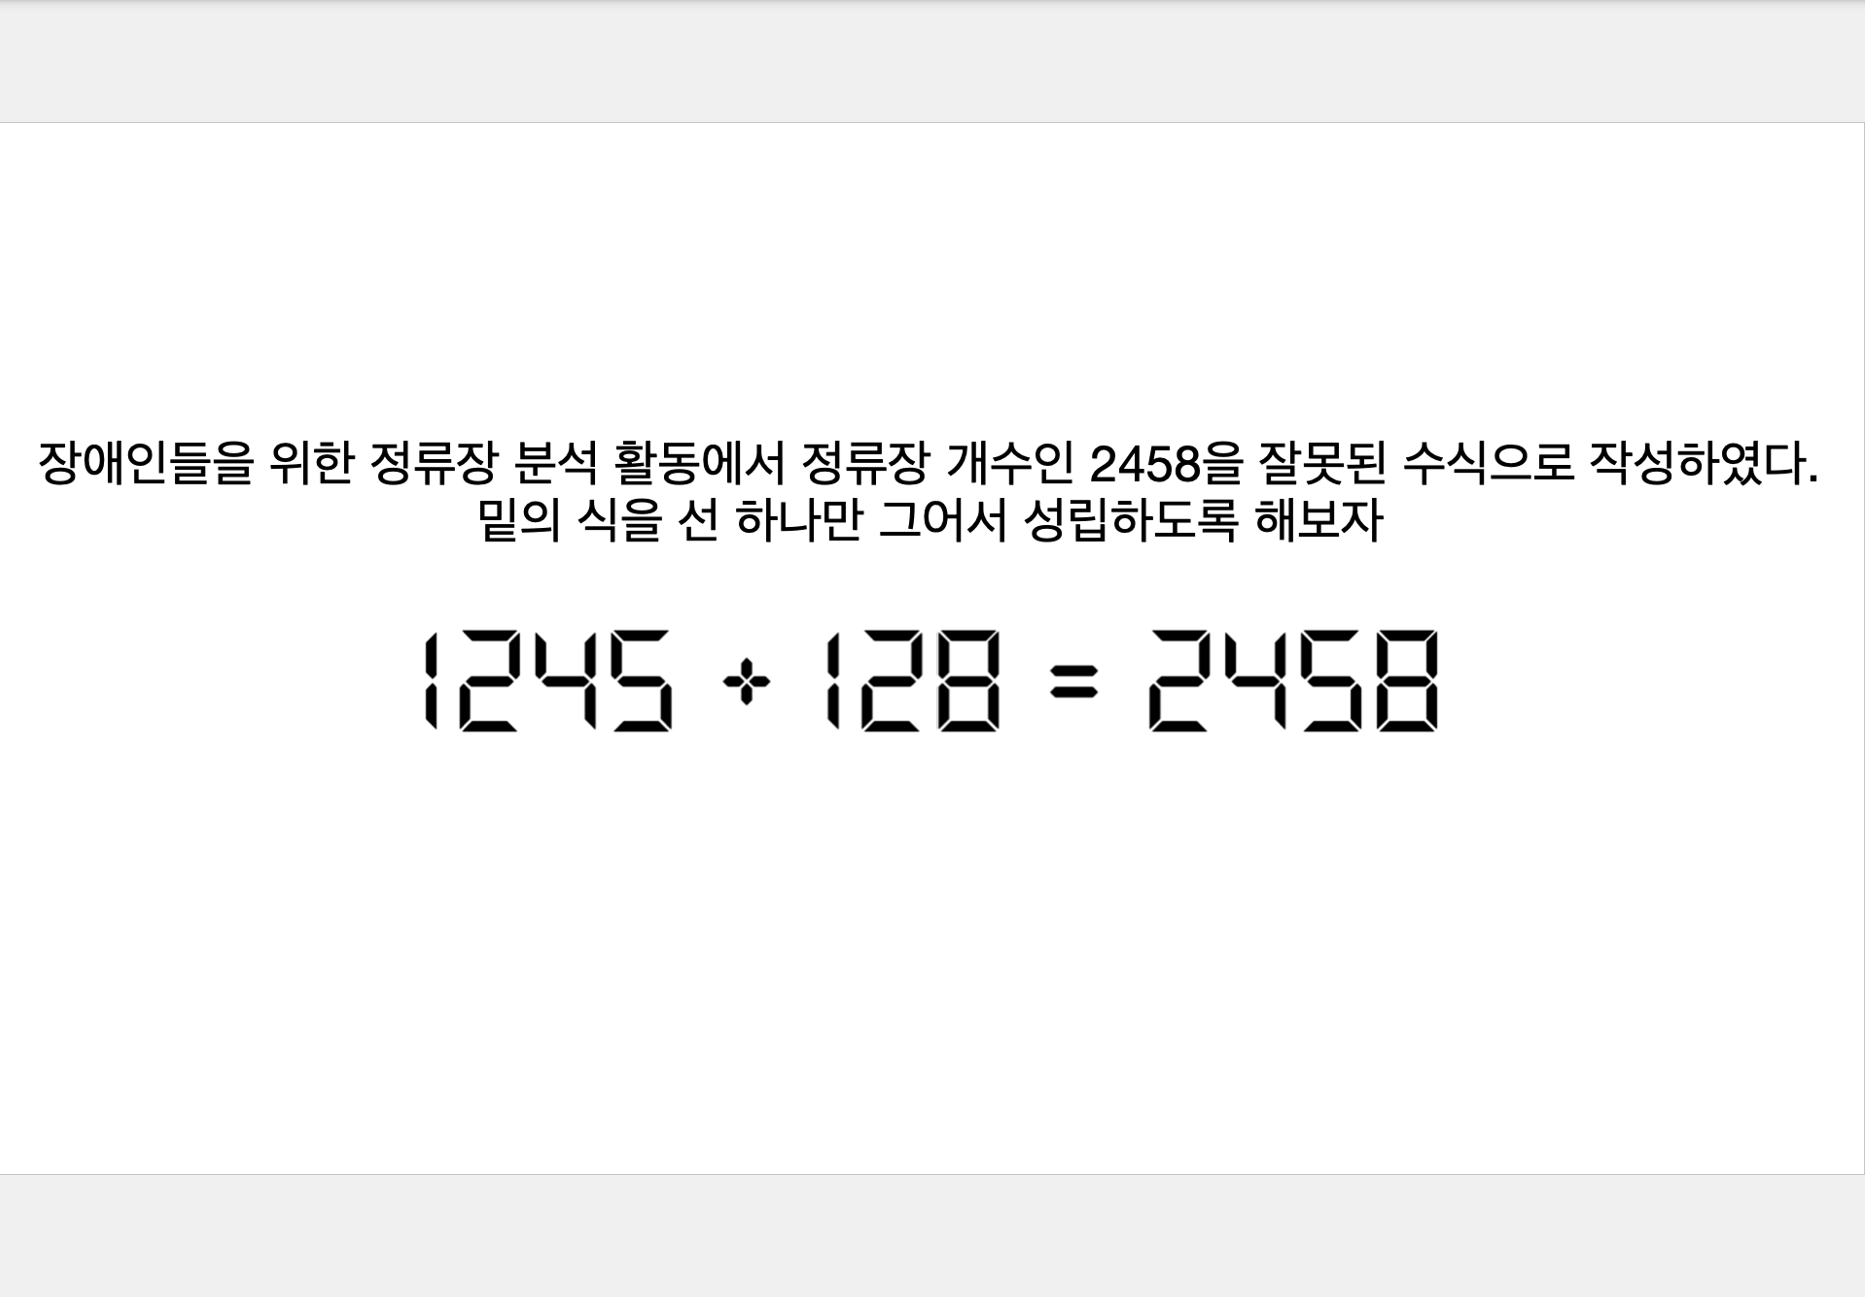 장애인들을 위한 정류장 분석 활동에서 정류장 개수인 2458을 잘못된 수식으로 작성하였다.
밑의 식을 선 하나만 그어서 성립하도록 해보자
1245 + 128 = 2458